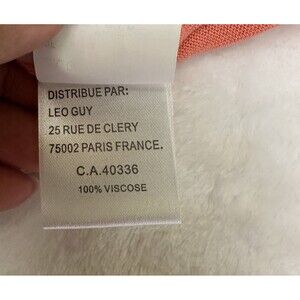 DISTRIBUE PAR:
LEO GUY
25 RUE DE CLERY
75002 PARIS FRANCE.
C.A.40336
100% VISCOSE